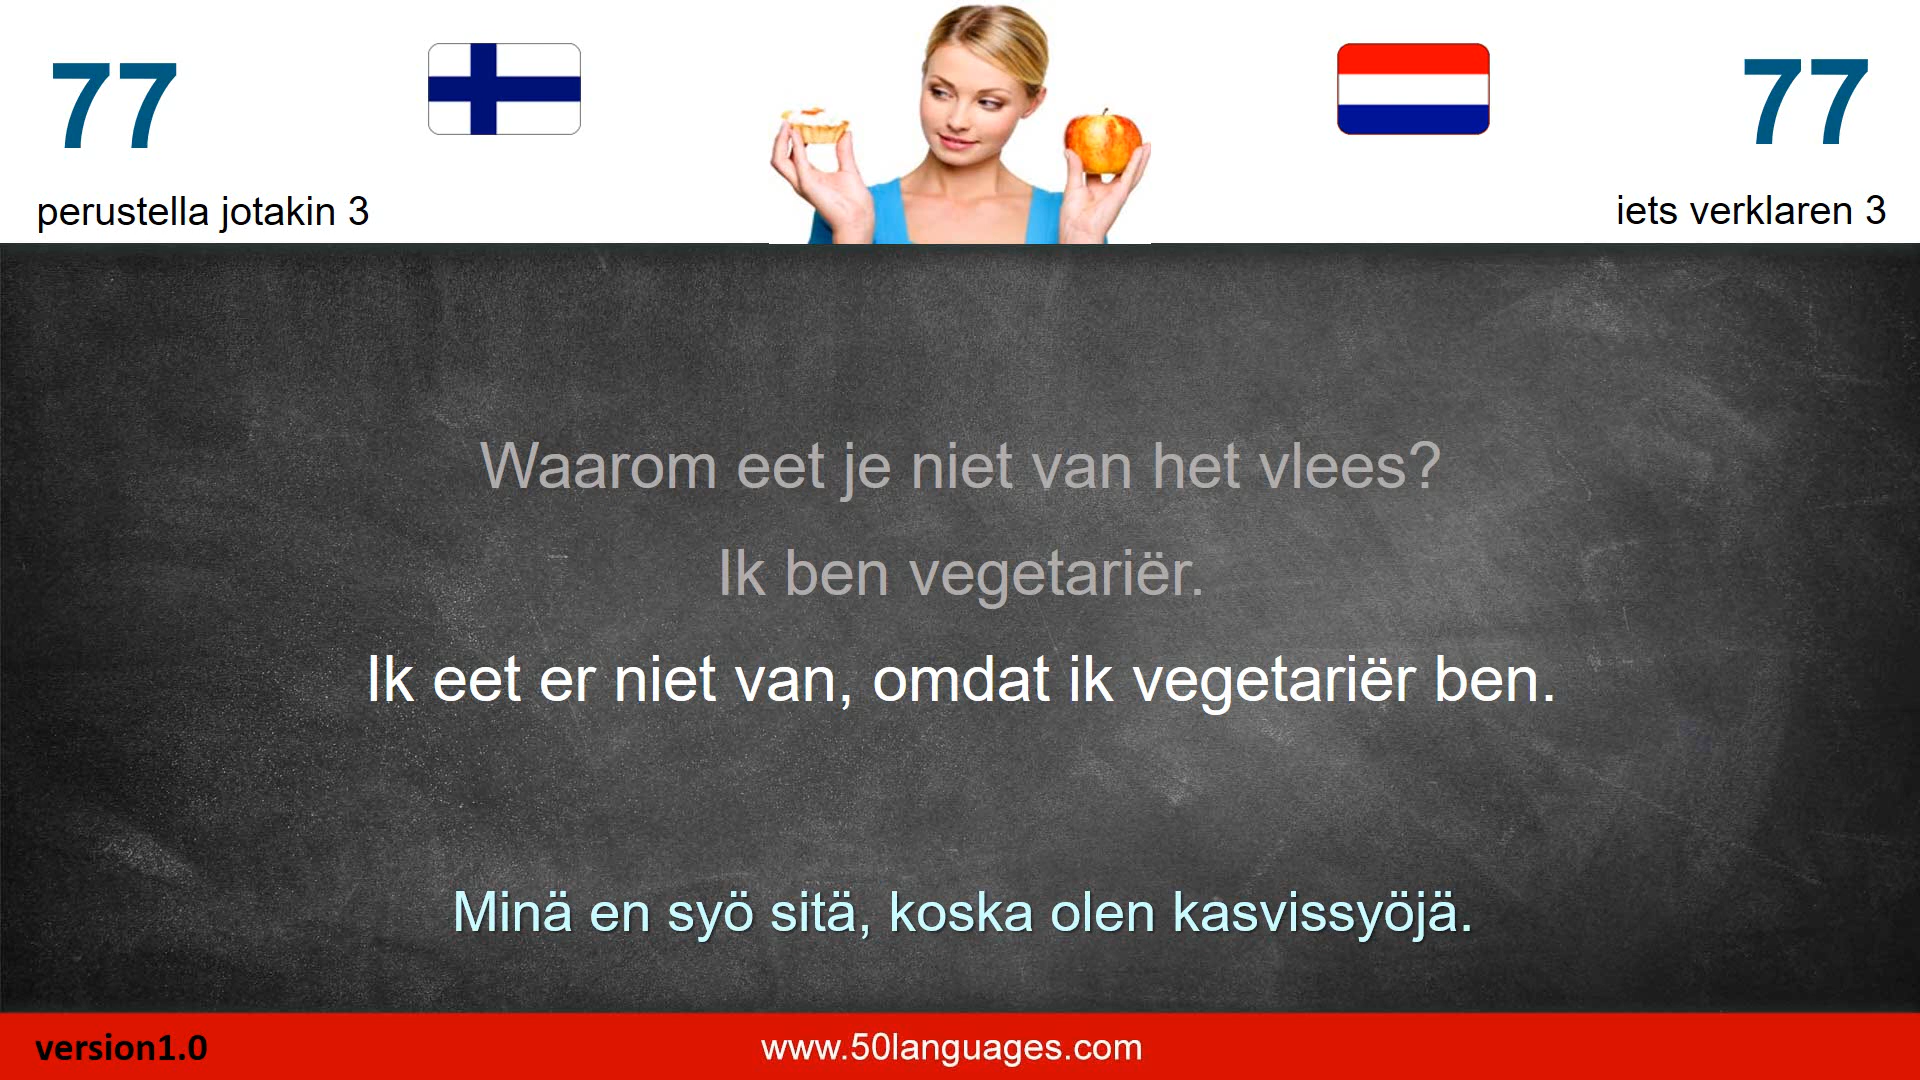 77
77
perustella jotakin 3
iets verklaren 3
Waarom eet je niet van het vlees?
Ik ben vegetariër.
Ik eet er niet van, omdat ik vegetariër ben.
Minä en syö sitä, koska olen kasvissyöjä.
version1.0
www.50languages.com